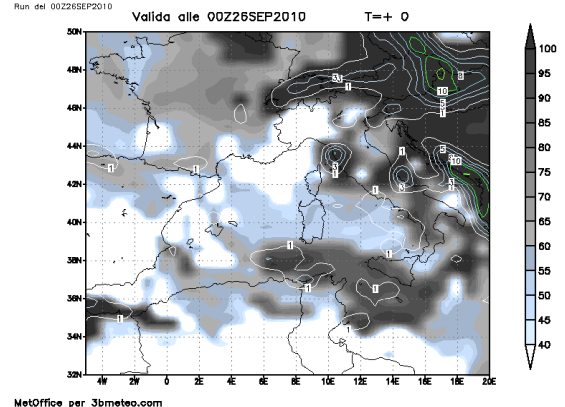 Run del 00Z26SEP2010
Valida alle 00Z26SEP2010 T=+ 0
50N
48N
46N
44N
42N
40N
38N
36N
34N
32N
4W 2W 0 2E 4E 6E 8E 10E 12E 14E 16E 18E 20E
100
95
90
85
80
75
70
65
60
55
50
45
40
10
10
MetOffice per 3bmeteo.com